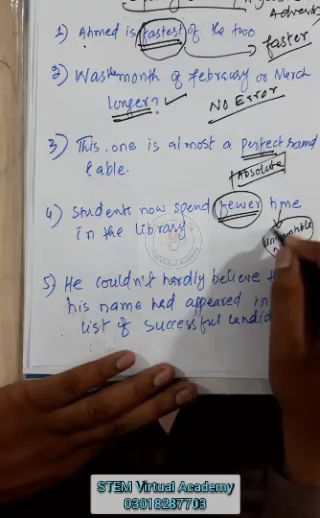 Adverb
1) Ahmed is fastest of the two
faster
2) Was the month of february or March
longer? ✓
NO Error
3) This one is almost a perfect round
table.
Absolute
4) Students now spend fewer time
in the library.
5) He couldn't hardly believe
his name had appeared in
list of successful
STEM Virtual Academy
03018287703